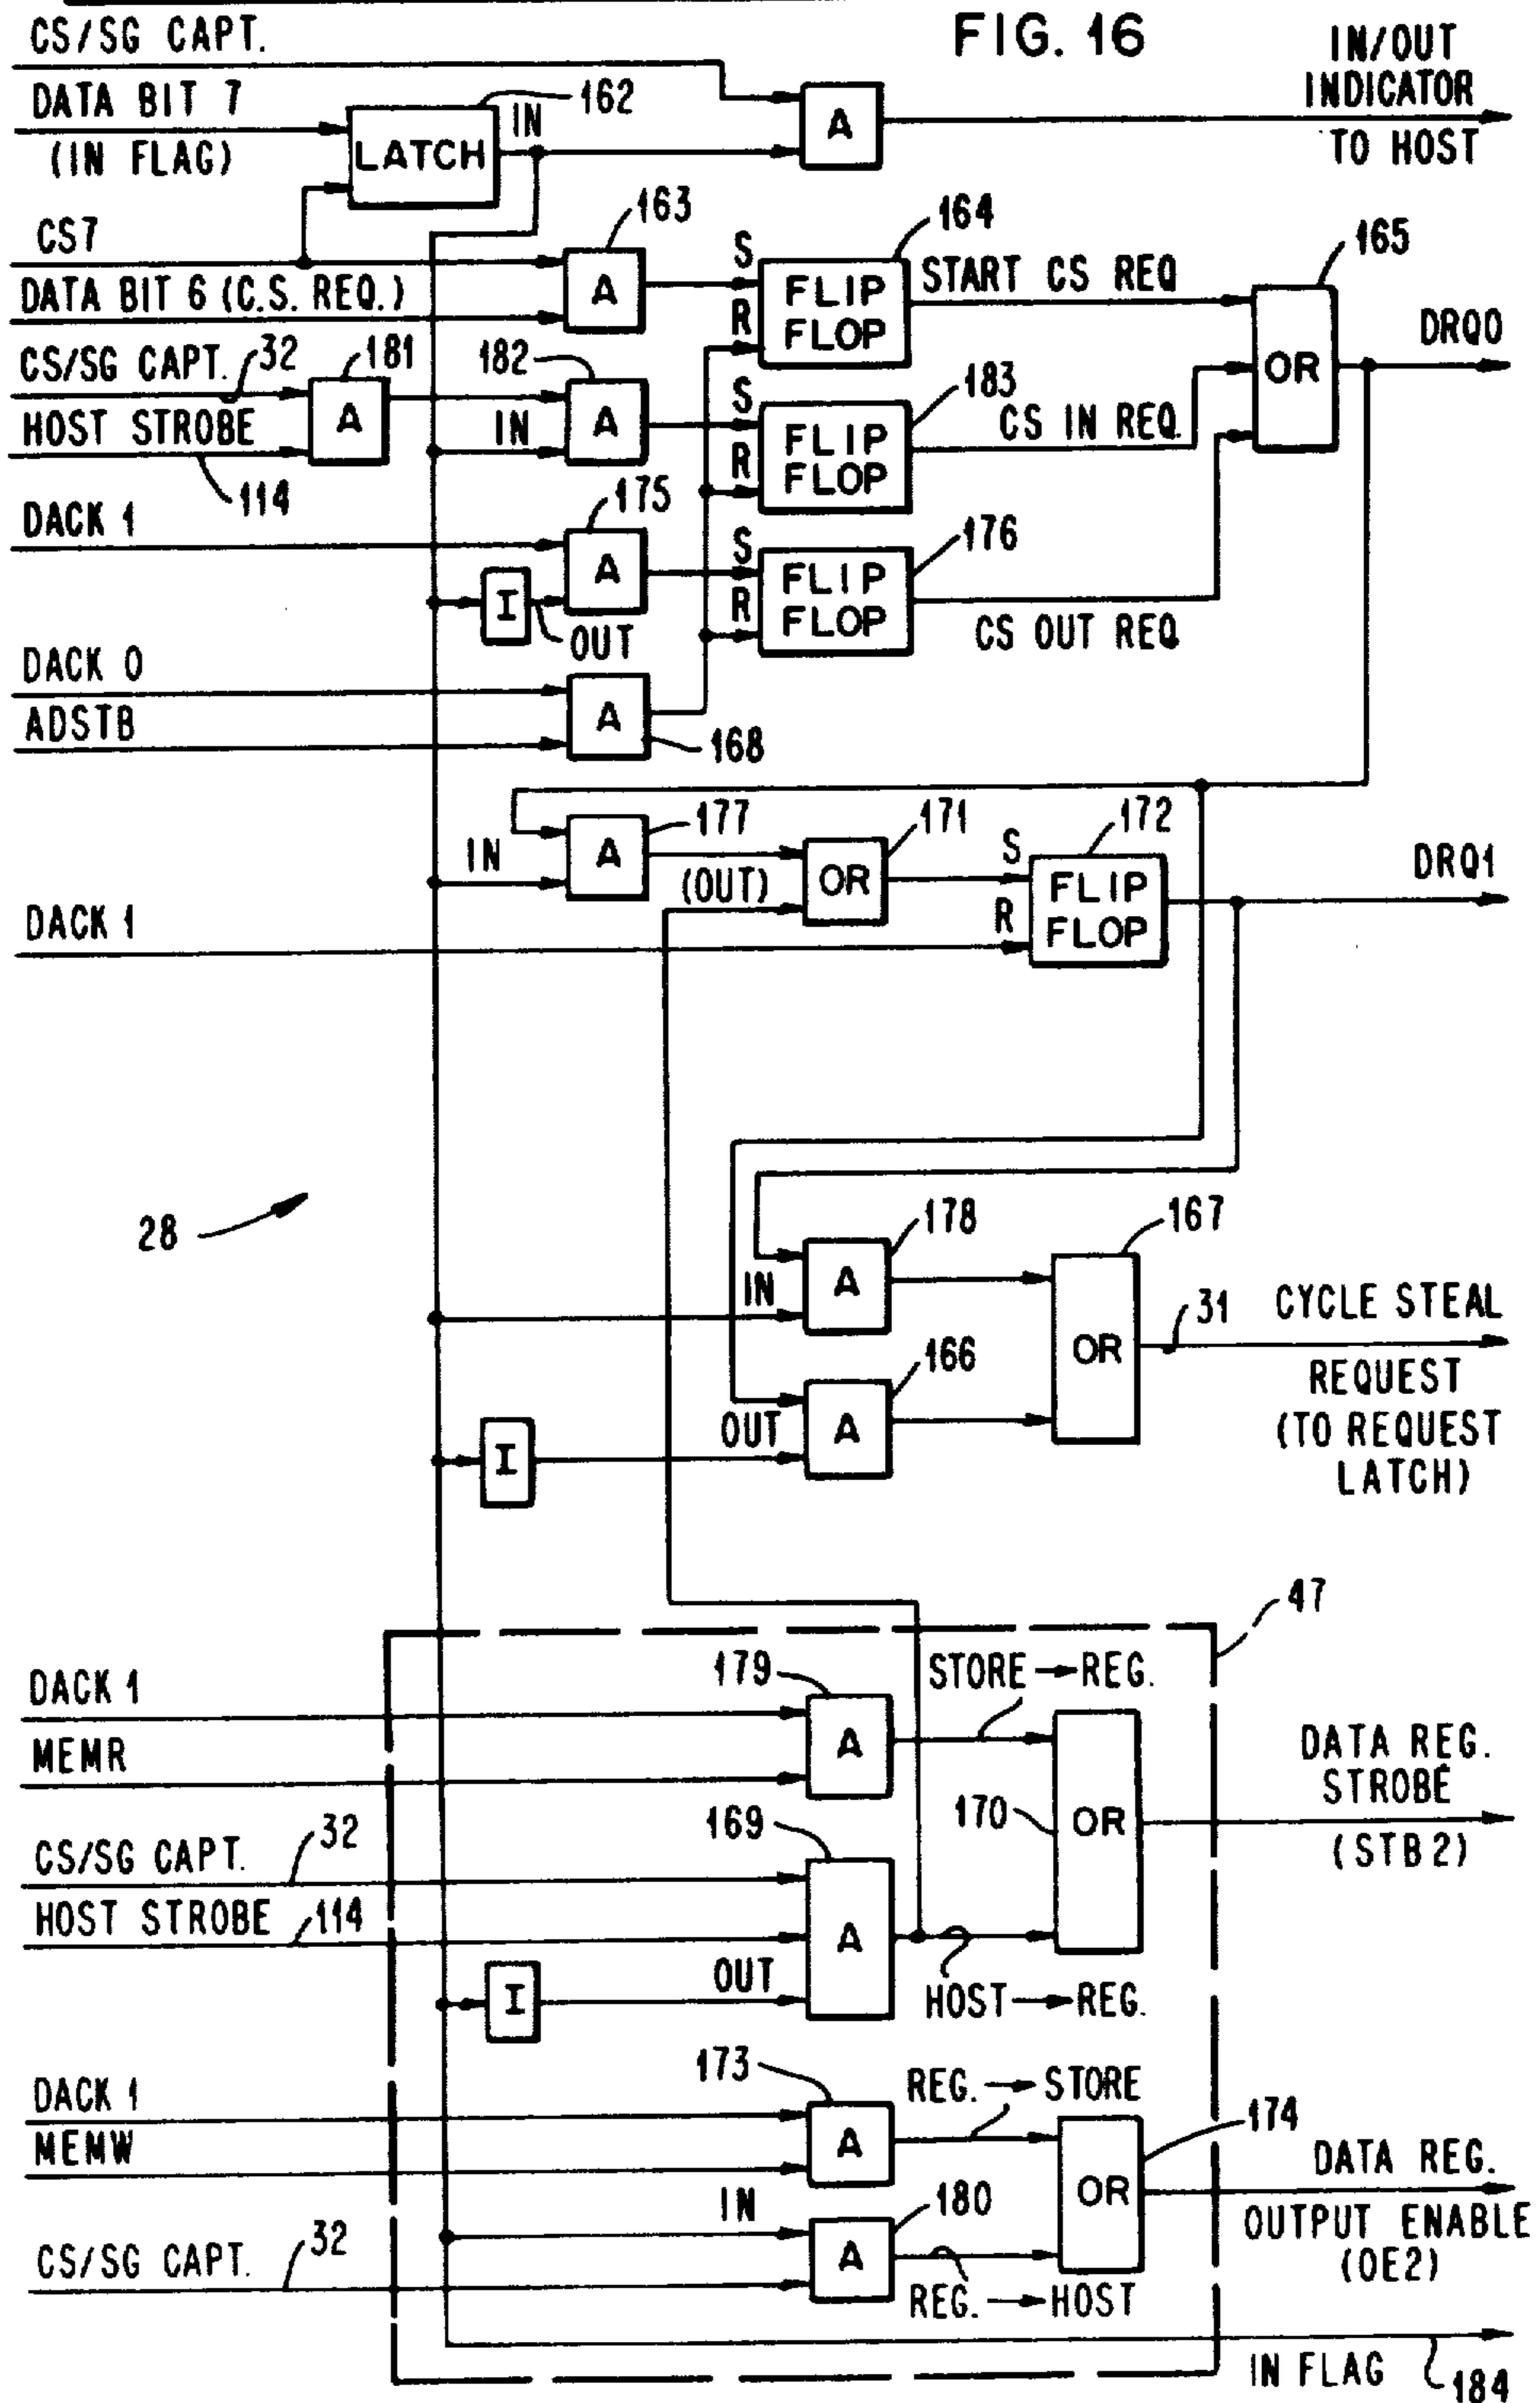 FIG. 16
CS/SG CAPT.
IN/OUT
INDICATOR
TO HOST
DATA BIT 7
(IN FLAG)
162
LATCH
IN
A
CS7
DATA BIT 6 (C.S. REQ.)
163
A
S
R
164
FLIP
FLOP
START CS REQ
165
OR
DRQ0
CS/SG CAPT.
32
181
HOST STROBE
A
114
182
IN
A
S
R
183
FLIP
FLOP
CS IN REQ.
DACK 1
175
A
I
OUT
S
R
176
FLIP
FLOP
CS OUT REQ
DACK 0
ADSTB
A
168
177
IN
A
171
(OUT)
OR
S
R
172
FLIP
FLOP
DRQ1
DACK 1
28
178
IN
A
167
OR
31
CYCLE STEAL
REQUEST
(TO REQUEST
LATCH)
166
OUT
A
I
47
DACK 1
MEMR
179
A
STORE→REG.
170
OR
DATA REG.
STROBE
(STB2)
CS/SG CAPT.
32
HOST STROBE
114
169
A
I
OUT
HOST→REG.
DACK 1
MEMW
173
A
REG.→STORE
174
OR
DATA REG.
OUTPUT ENABLE
(OE2)
IN
180
A
CS/SG CAPT.
32
REG.→HOST
IN FLAG
184